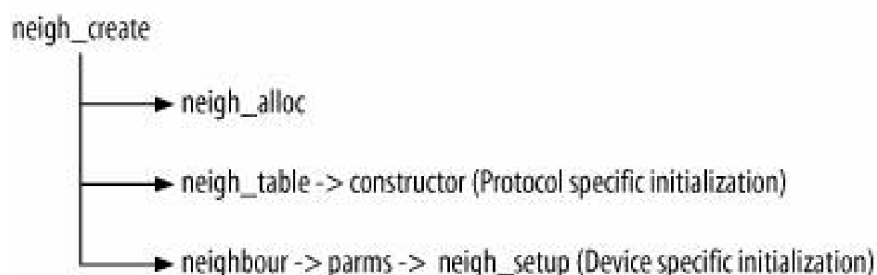 neigh_create
neigh_alloc
neigh_table -> constructor (Protocol specific initialization)
neighbour -> parms -> neigh_setup (Device specific initialization)